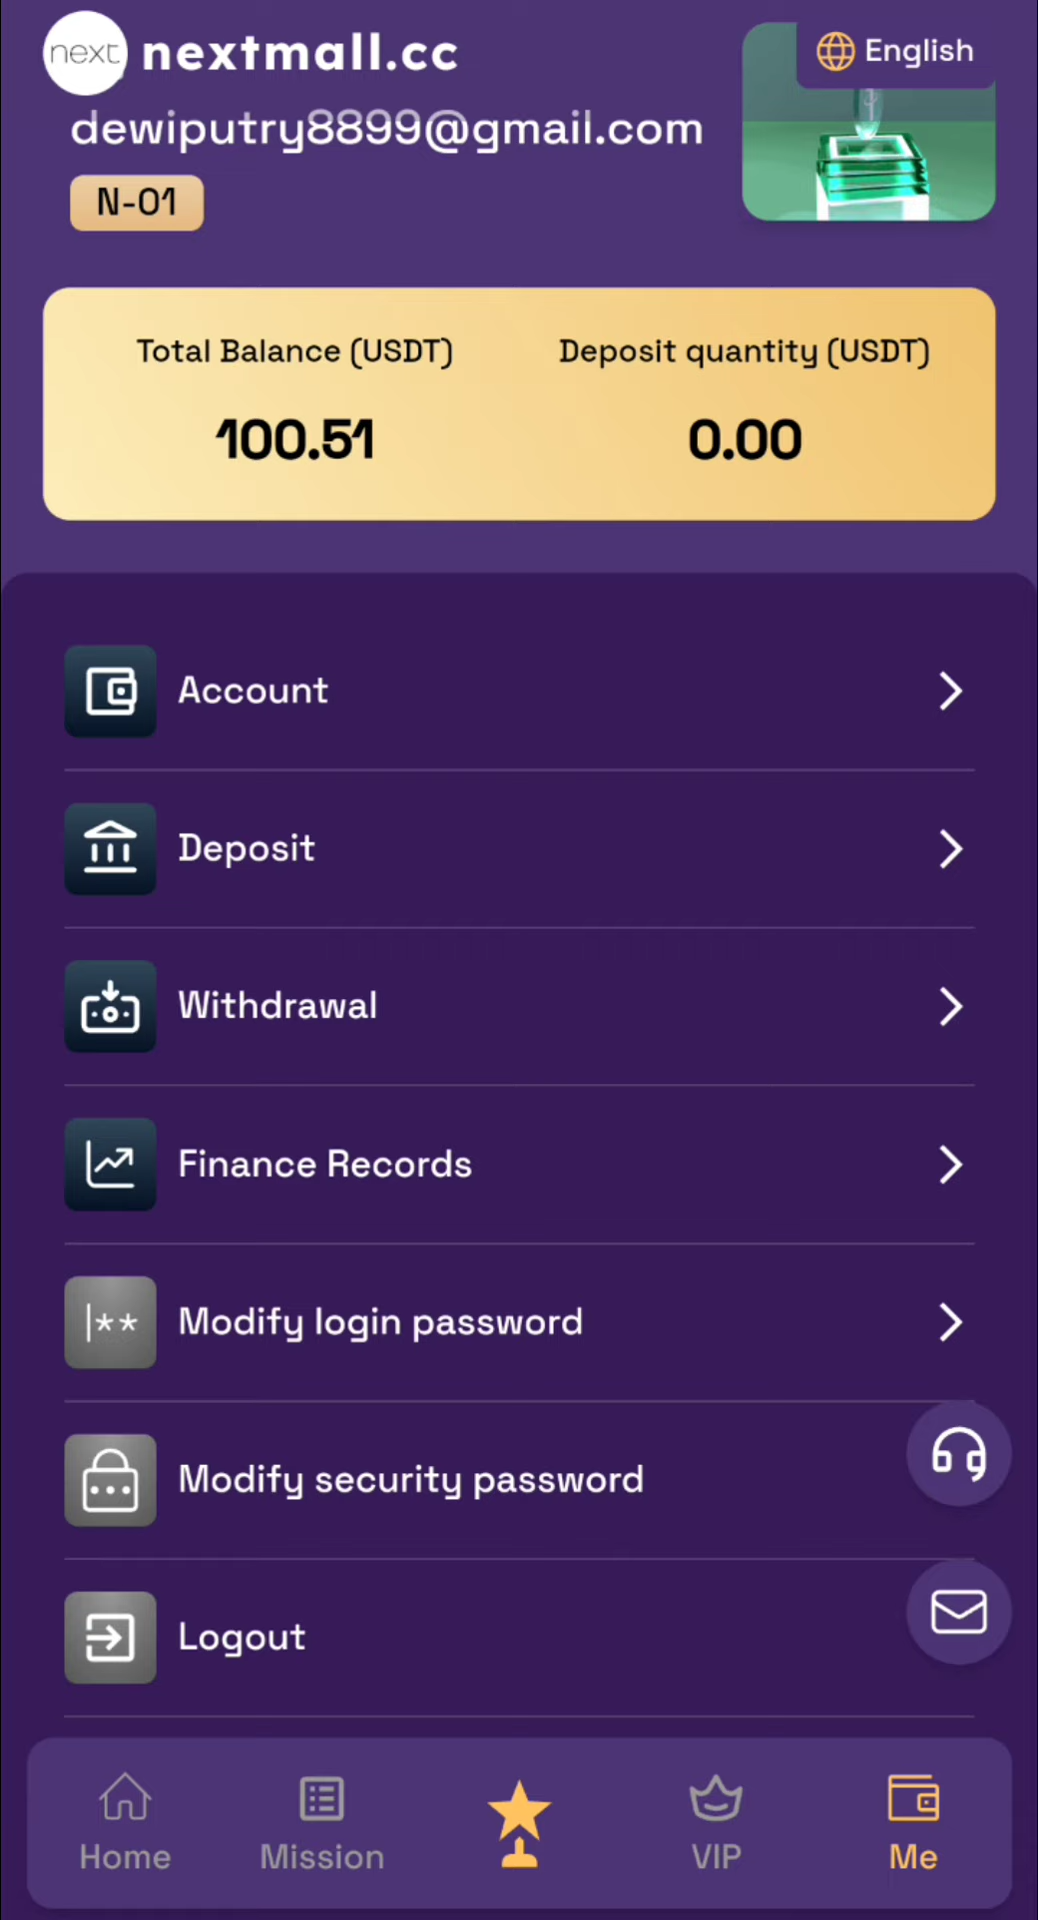 next nextmall.cc
English
dewiputry8899@gmail.com
N-01
Total Balance (USDT)
Deposit quantity (USDT)
100.51
0.00
Account
Deposit
Withdrawal
Finance Records
|**
Modify login password
Modify security password
Logout
Home
Mission
VIP
Me